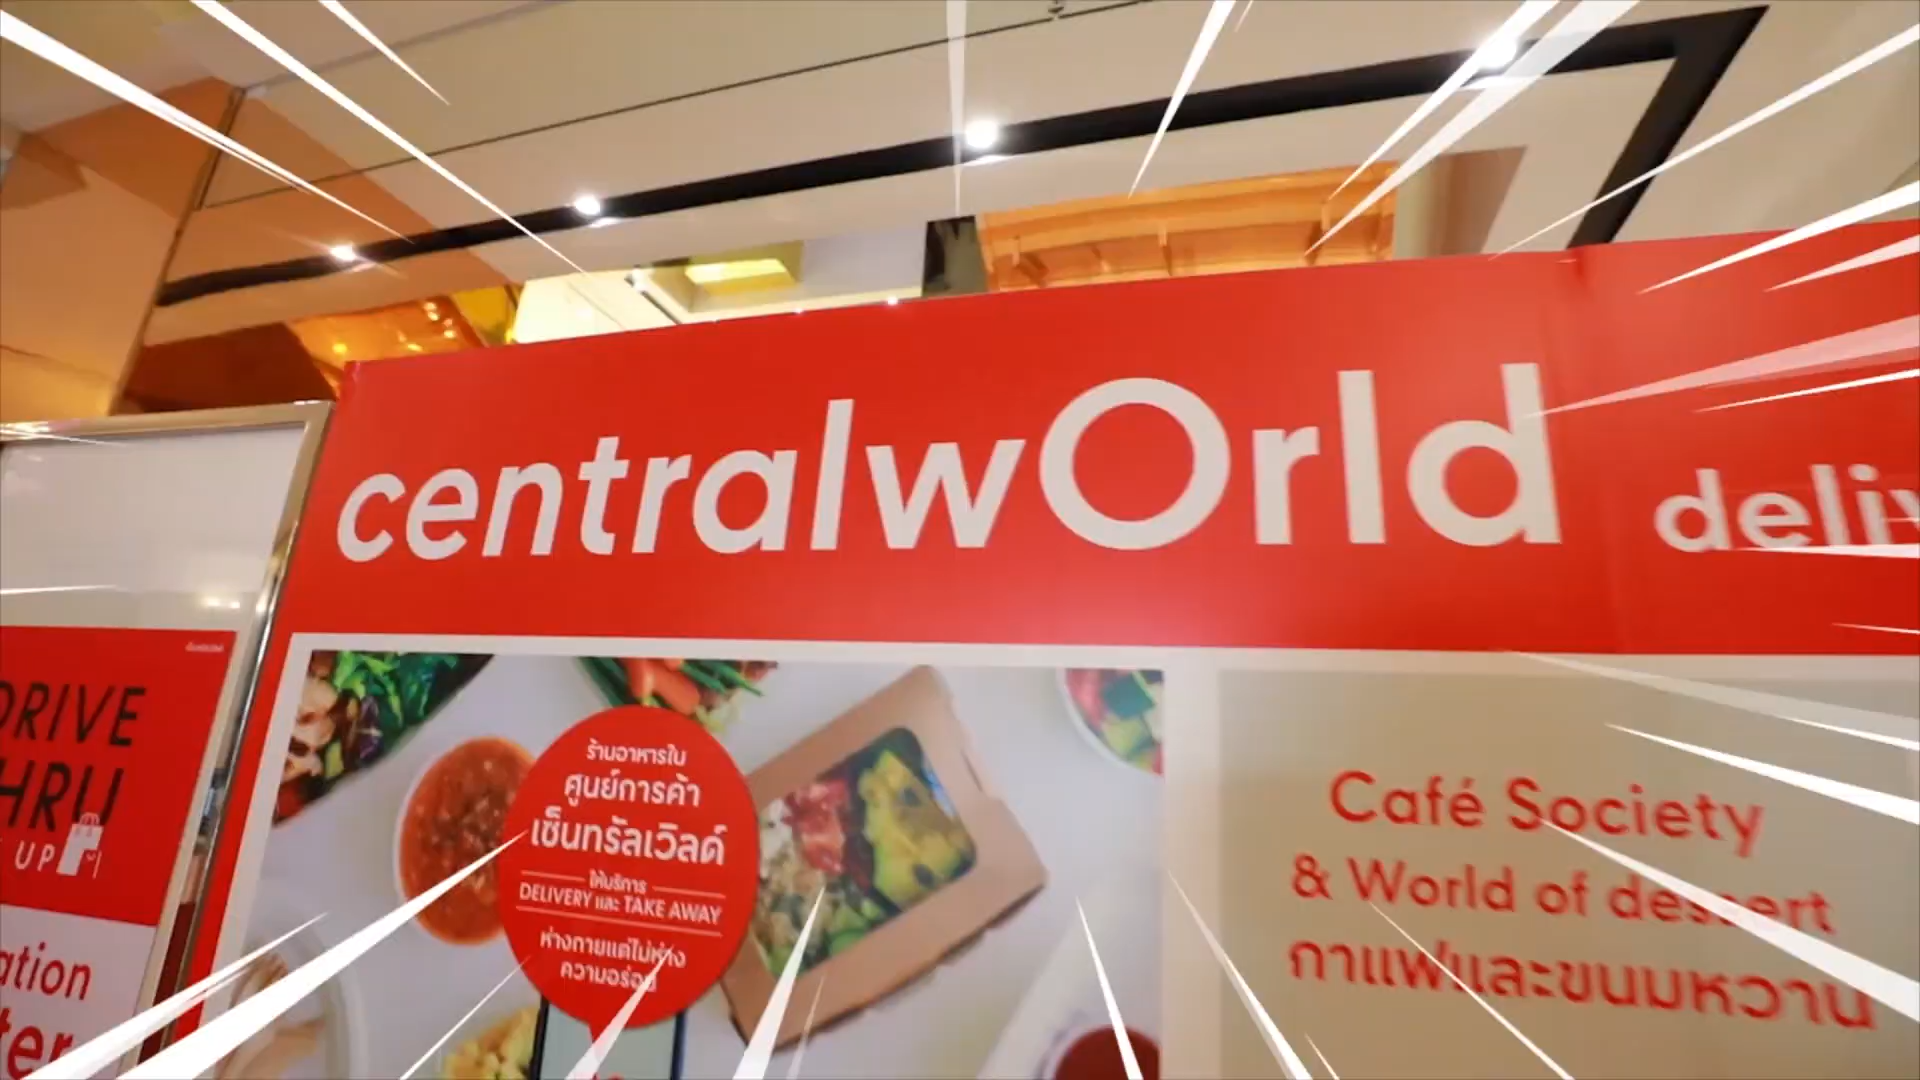 centralwOrld
DRIVE
UP
ร้านอาหารใน
ศูนย์การค้า
เซ็นทรัลเวิลด์
ให้บริการ
DELIVERY และ TAKE AWAY
ห่างกายแต่ไม่ห่าง
ความอร่อย
Café Society
& World of dessert
กาแฟและขนมหวาน